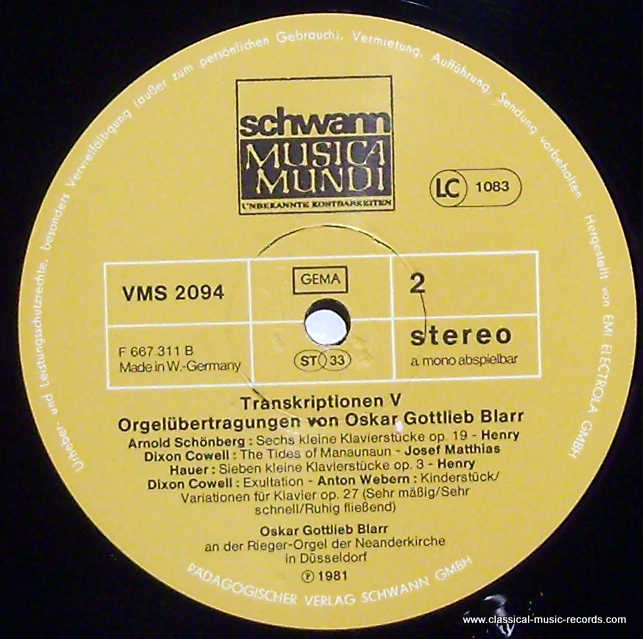 Urheber- und Leistungsschutzrechte, besonders Vervielfältigung (außer zum persönlichen Gebrauch), Vermietung, Aufführung, Sendung vorbehalten Hergestellt von EMI ELECTROLA GMBH
schwann
MUSICA
MUNDI
UNBEKANNTE KOSTBARKEITEN
LC 1083
VMS 2094
GEMA
2
F 667.311 B
Made in W.-Germany
ST 33
stereo
a. mono abspielbar
Transkriptionen V
Orgelübertragungen von Oskar Gottlieb Blarr
Arnold Schönberg : Sechs kleine Klavierstücke op. 19 - Henry
Dixon Cowell : The Tides of Manaunaun - Josef Matthias
Hauer : Sieben kleine Klavierstücke op. 3 - Henry
Dixon Cowell : Exultation - Anton Webern : Kinderstück/
Variationen für Klavier op. 27 (Sehr mäßig/Sehr
schnell/Ruhig fließend)
Oskar Gottlieb Blarr
an der Rieger-Orgel der Neanderkirche
in Düsseldorf
Ⓟ 1981
PÄDAGOGISCHER VERLAG SCHWANN GMBH
www.classical-music-records.com